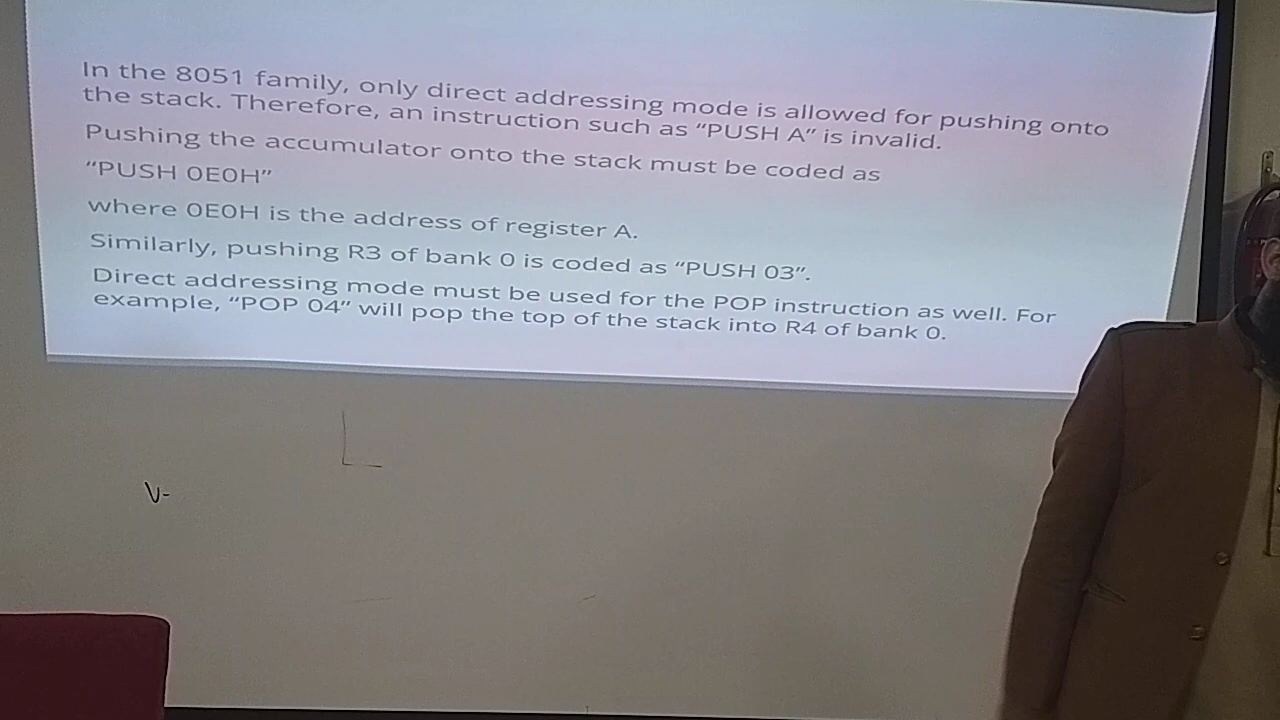 In the 8051 family, only direct addressing mode is allowed for pushing onto
the stack. Therefore, an instruction such as “PUSH A” is invalid.
Pushing the accumulator onto the stack must be coded as
“PUSH 0E0H”
where 0E0H is the address of register A.
Similarly, pushing R3 of bank 0 is coded as “PUSH 03”.
Direct addressing mode must be used for the POP instruction as well. For
example, “POP 04” will pop the top of the stack into R4 of bank 0.
V-